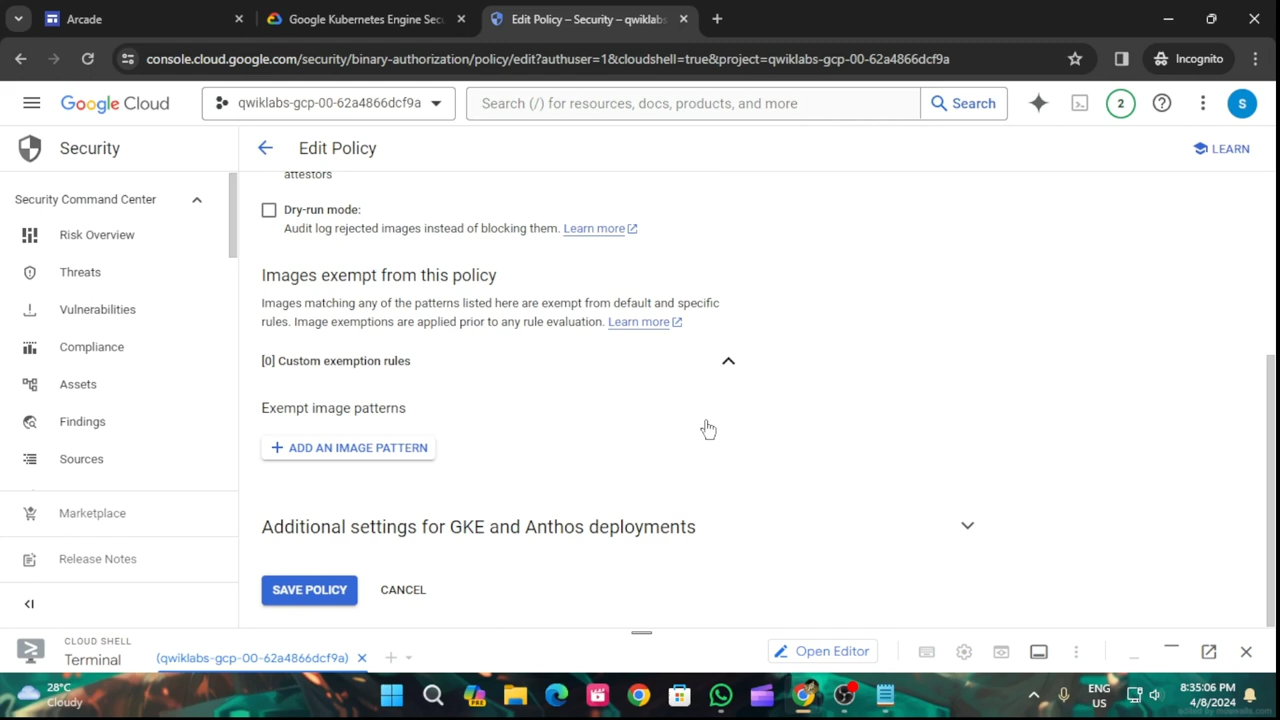 Arcade
Google Kubernetes Engine Secu
Edit Policy – Security – qwiklabs
console.cloud.google.com/security/binary-authorization/policy/edit?authuser=1&cloudshell=true&project=qwiklabs-gcp-00-62a4866dcf9a
Incognito
Google Cloud
qwiklabs-gcp-00-62a4866dcf9a
Search (/) for resources, docs, products, and more
Search
2
S
Security
Edit Policy
LEARN
Security Command Center
Risk Overview
Threats
Vulnerabilities
Compliance
Assets
Findings
Sources
Marketplace
Release Notes
attestors
Dry-run mode:
Audit log rejected images instead of blocking them. Learn more
Images exempt from this policy
Images matching any of the patterns listed here are exempt from default and specific
rules. Image exemptions are applied prior to any rule evaluation. Learn more
[0] Custom exemption rules
Exempt image patterns
ADD AN IMAGE PATTERN
Additional settings for GKE and Anthos deployments
SAVE POLICY
CANCEL
CLOUD SHELL
Terminal
(qwiklabs-gcp-00-62a4866dcf9a)
Open Editor
28°C
Cloudy
PRE
ENG
US
8:35:06 PM
4/8/2024